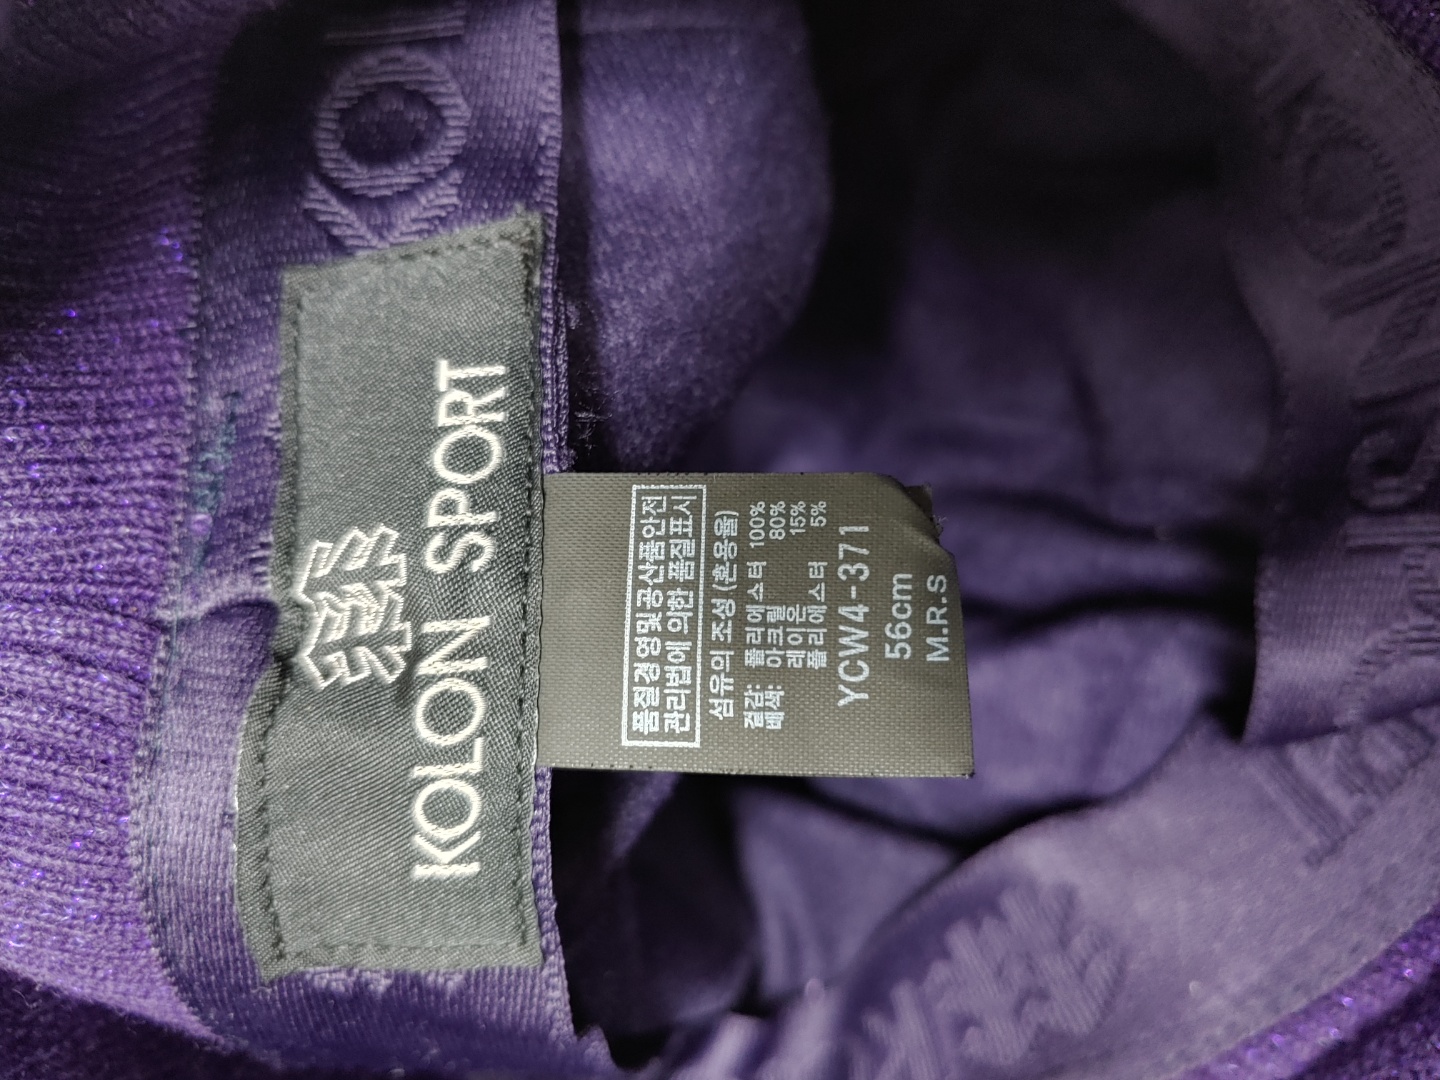 KOLON SPORT
품질경영및공산품안전
관리법에 의한 품질표시
섬유의 조성 (혼용율)
겉감: 폴리에스터 100%
배색: 아크릴 80%
레이온 15%
폴리에스터 5%
YCW4-371
56cm
M.R.S